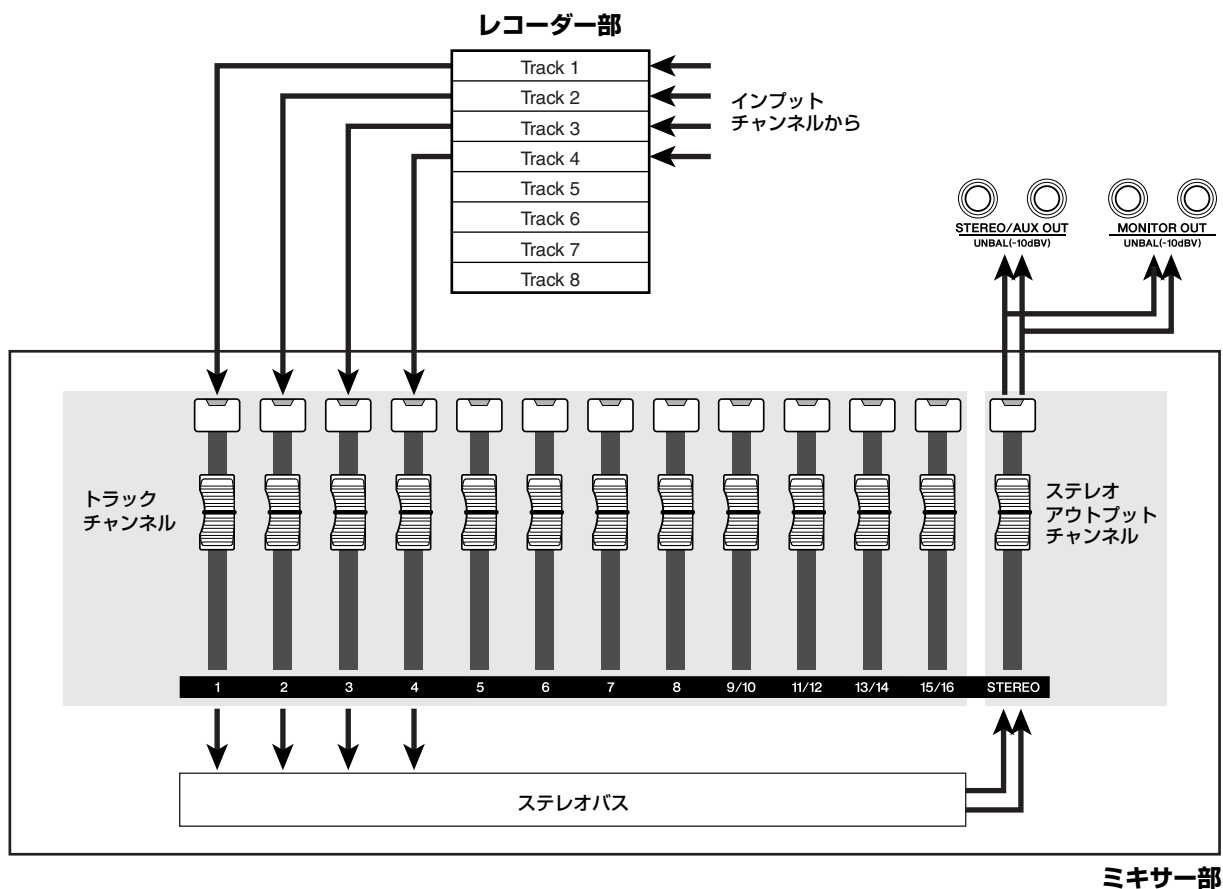 レコーダー部
Track 1
Track 2
Track 3
Track 4
Track 5
Track 6
Track 7
Track 8
インプット
チャンネルから
STEREO/AUX OUT
UNBAL(-10dBV)
MONITOR OUT
UNBAL(-10dBV)
トラック
チャンネル
ステレオ
アウトプット
チャンネル
1 2 3 4 5 6 7 8 9/10 11/12 13/14 15/16 STEREO
ステレオバス
ミキサー部